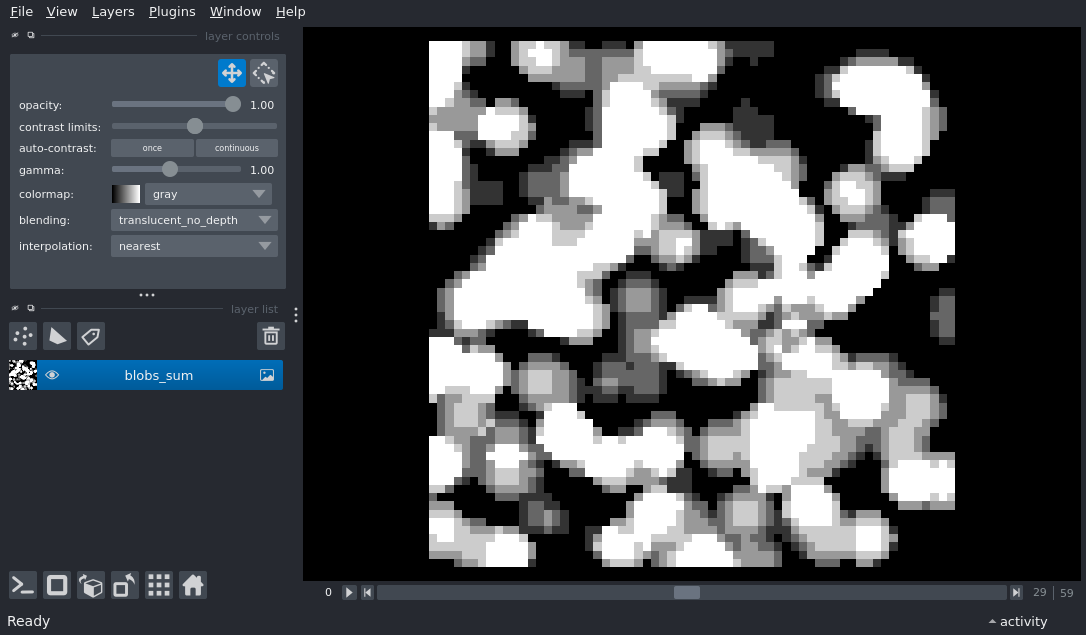 File View Layers Plugins Window Help
layer controls
opacity: 1.00
contrast limits:
auto-contrast: once continuous
gamma: 1.00
colormap: gray
blending: translucent_no_depth
interpolation: nearest
layer list
blobs_sum
0 29 59
Ready activity